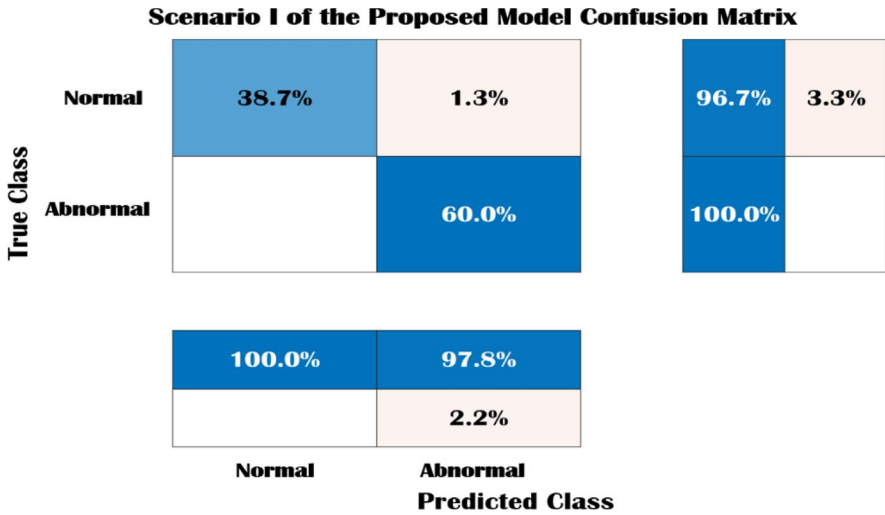 Scenario I of the Proposed Model Confusion Matrix
Normal 38.7% 1.3% 96.7% 3.3%
True Class
Abnormal 60.0% 100.0%
100.0% 97.8%
2.2%
Normal Abnormal
Predicted Class